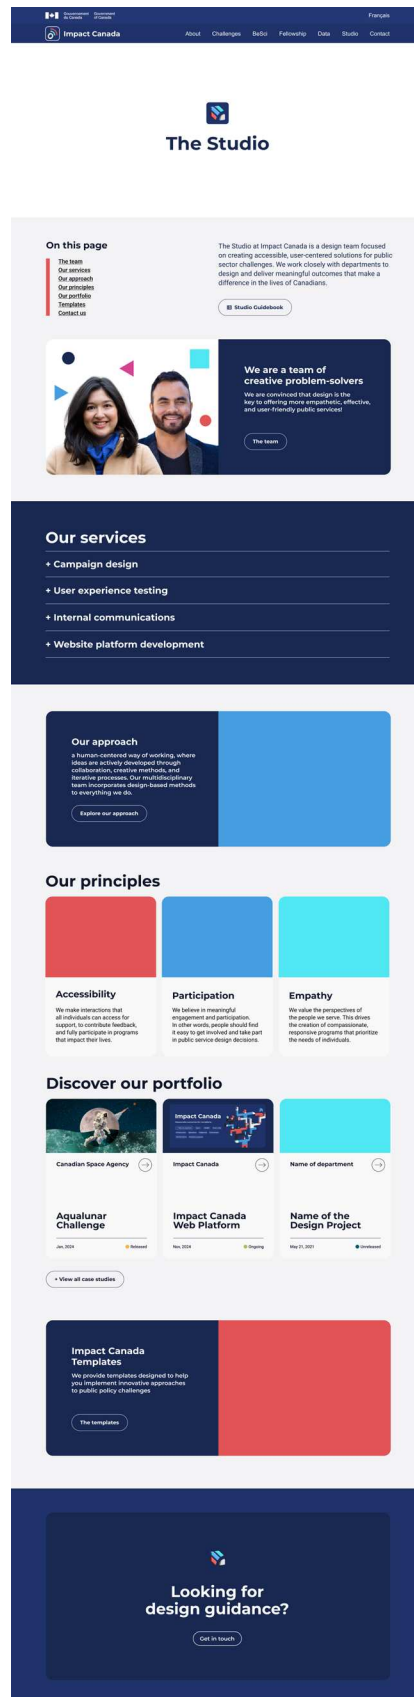 Gouvernement du Canada
Government of Canada
Français
Impact Canada
About Challenges BeSci Fellowship Data Studio Contact
The Studio
On this page
The team
Our services
Our approach
Our principles
Our portfolio
Templates
Contact us
The Studio at Impact Canada is a design team focused
on creating accessible, user-centered solutions for public
sector challenges. We work closely with departments to
design and deliver meaningful outcomes that make a
difference in the lives of Canadians.
Studio Guidebook
We are a team of
creative problem-solvers
We are convinced that design is the
key to offering more empathetic, effective,
and user-friendly public services!
The team
Our services
+ Campaign design
+ User experience testing
+ Internal communications
+ Website platform development
Our approach
a human-centered way of working, where
ideas are actively developed through
collaboration, creative methods, and
iterative processes. Our multidisciplinary
team incorporates design-based methods
to everything we do.
Explore our approach
Our principles
Accessibility
We make interactions that
all individuals can access for
support, to contribute feedback,
and fully participate in programs
that impact their lives.
Participation
We believe in meaningful
engagement and participation.
In other words, people should find
it easy to get involved and take part
in public service design decisions.
Empathy
We value the perspectives of
the people we serve. This drives
the creation of compassionate,
responsive programs that prioritize
the needs of individuals.
Discover our portfolio
Canadian Space Agency
Aqualunar
Challenge
Jan, 2024
Released
Impact Canada
Impact Canada
Impact Canada
Web Platform
Nov, 2024
Ongoing
Name of department
Name of the
Design Project
May 21, 2021
Unreleased
+ View all case studies
Impact Canada
Templates
We provide templates designed to help
you implement innovative approaches
to public policy challenges
The templates
Looking for
design guidance?
Get in touch